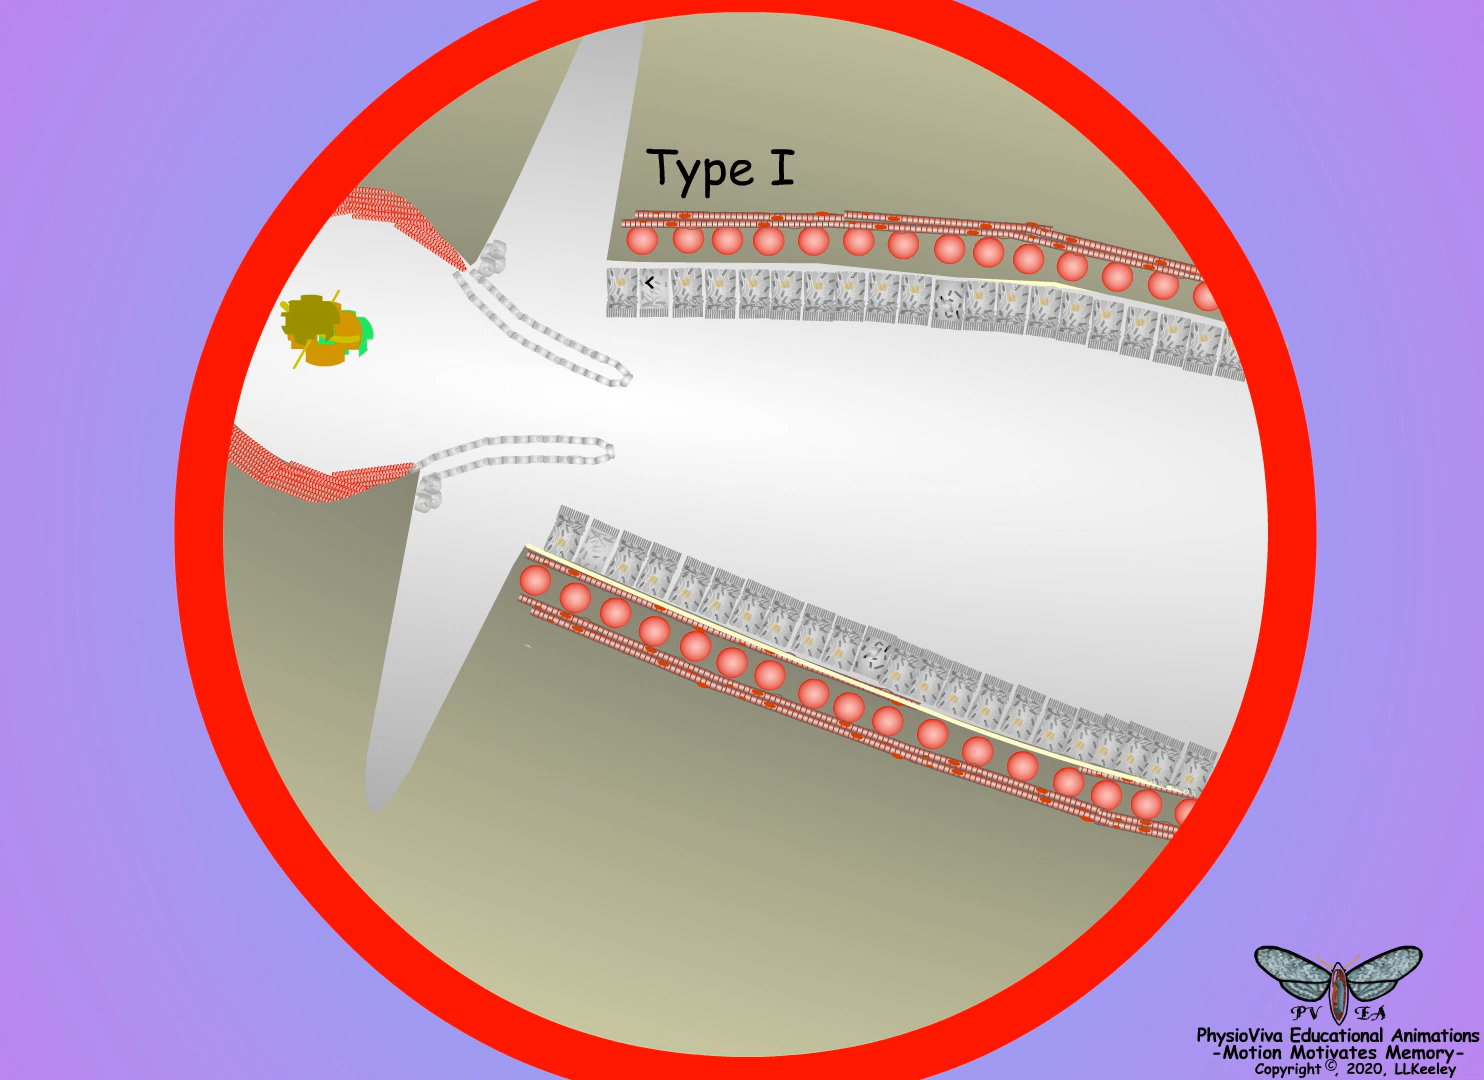 Type I
PV EA
PhysioViva Educational Animations
-Motion Motivates Memory-
Copyright ©, 2020, LLKeeley